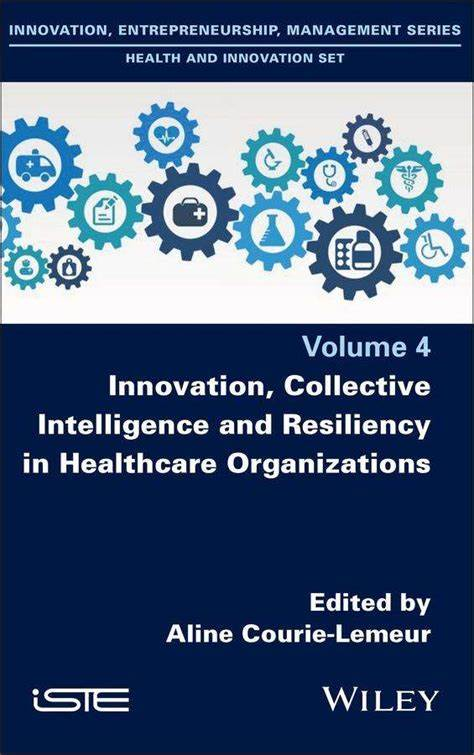 INNOVATION, ENTREPRENEURSHIP, MANAGEMENT SERIES
HEALTH AND INNOVATION SET
Volume 4
Innovation, Collective
Intelligence and Resiliency
in Healthcare Organizations
Edited by
Aline Courie-Lemeur
iSTE
WILEY